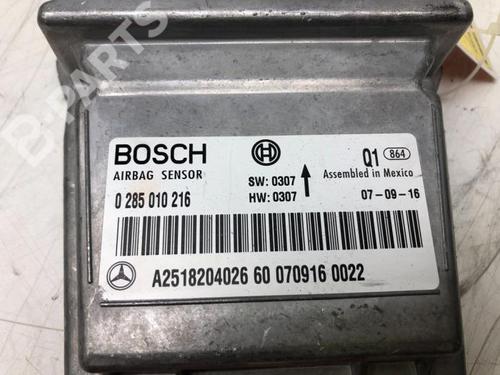 B-PARTS
BOSCH
AIRBAG SENSOR
0 285 010 216
SW: 0307
HW: 0307
Q1 864
Assembled in Mexico
07-09-16
A2518204026 60 070916 0022